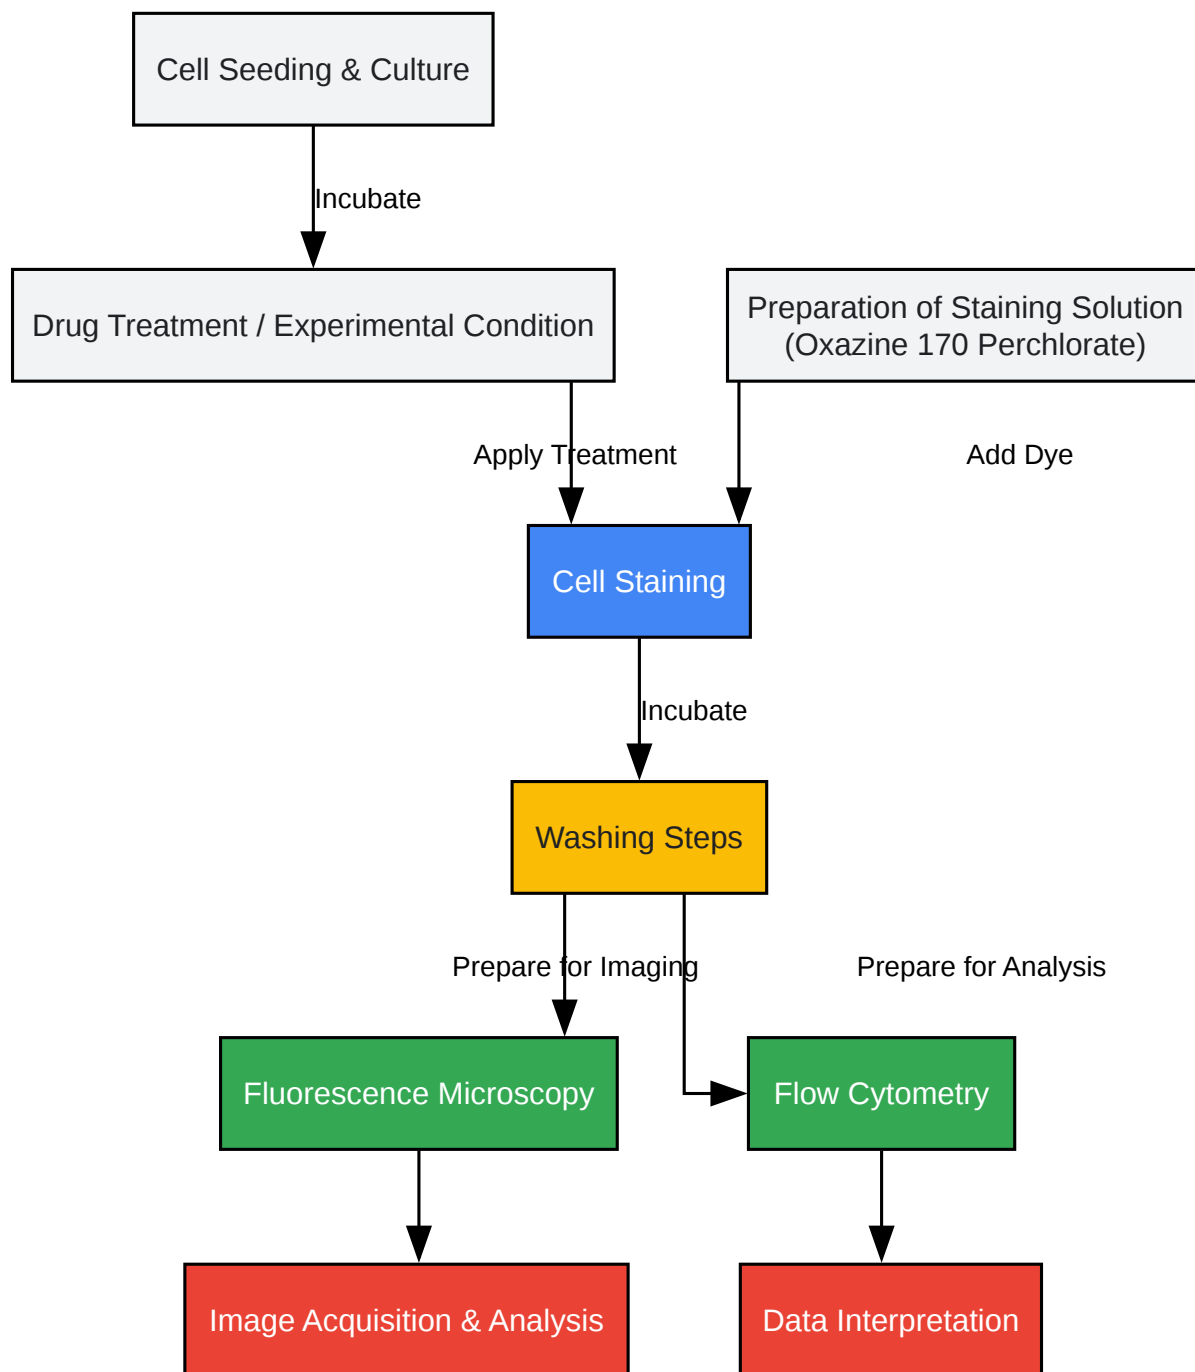 Cell Seeding & Culture
Incubate
Drug Treatment / Experimental Condition
Preparation of Staining Solution
(Oxazine 170 Perchlorate)
Apply Treatment
Add Dye
Cell Staining
Incubate
Washing Steps
Prepare for Imaging
Prepare for Analysis
Fluorescence Microscopy
Flow Cytometry
Image Acquisition & Analysis
Data Interpretation